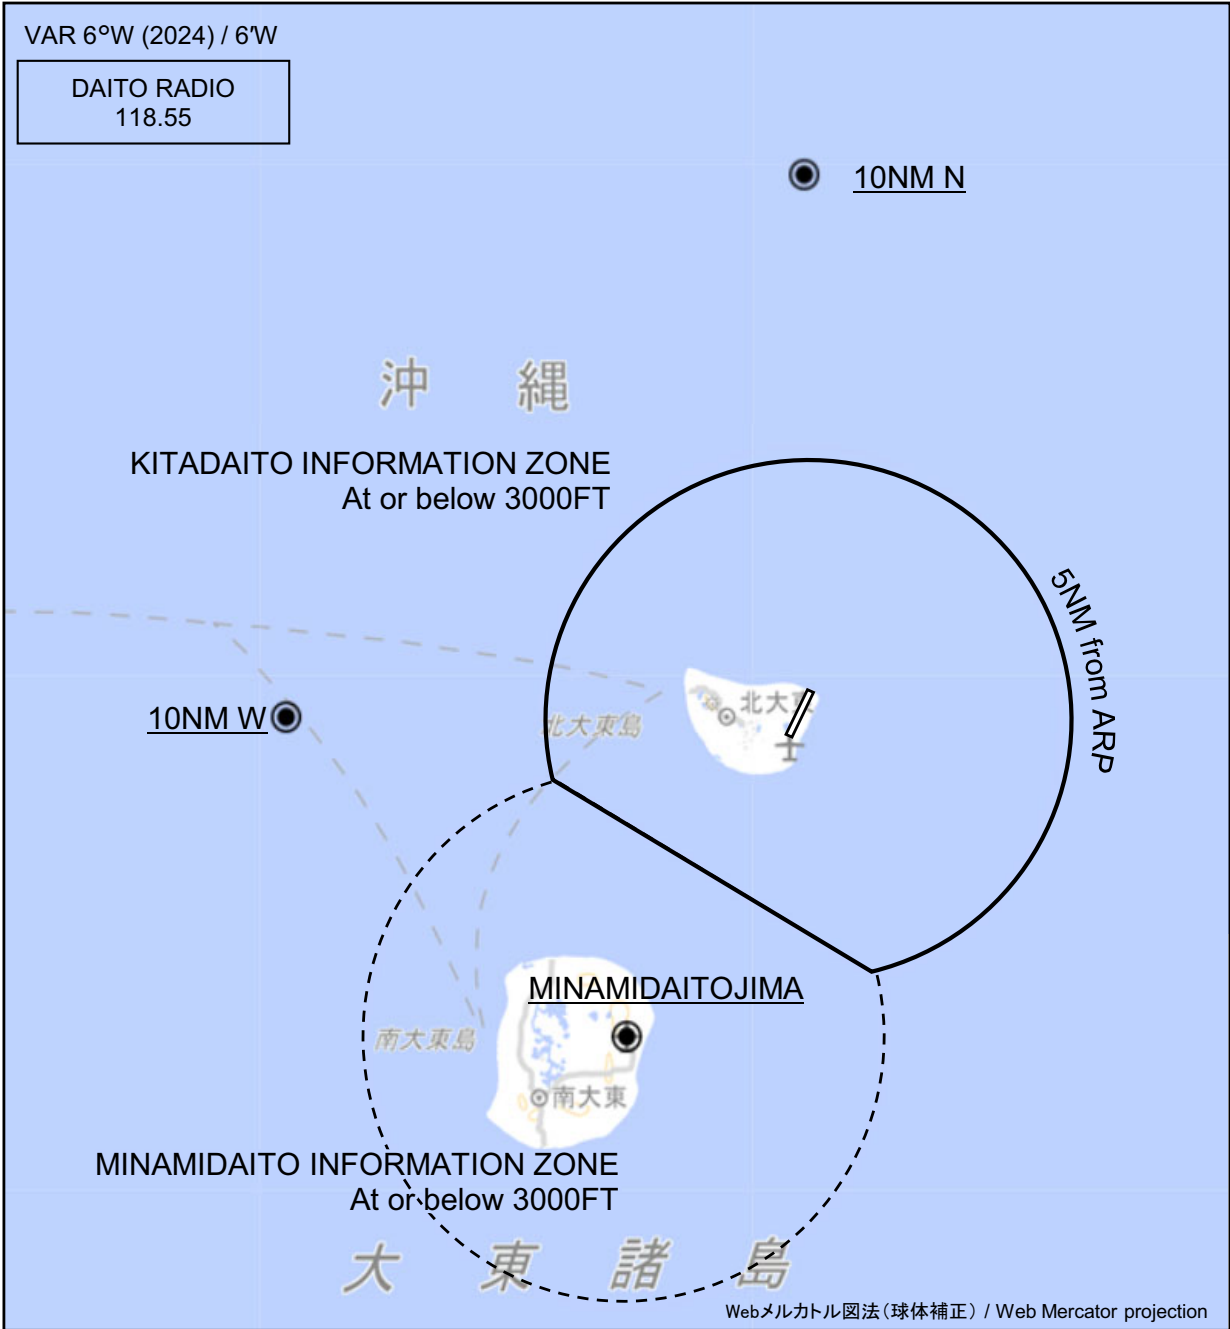 VAR 6°W (2024) / 6'W
DAITO RADIO
118.55
10NM N
沖縄
KITADAITO INFORMATION ZONE
At or below 3000FT
5NM from ARP
10NM W
北大東島
北大東
MINAMIDAITOJIMA
南大東島
南大東
MINAMIDAITO INFORMATION ZONE
At or below 3000FT
大東諸島
Webメルカトル図法(球体補正) / Web Mercator projection